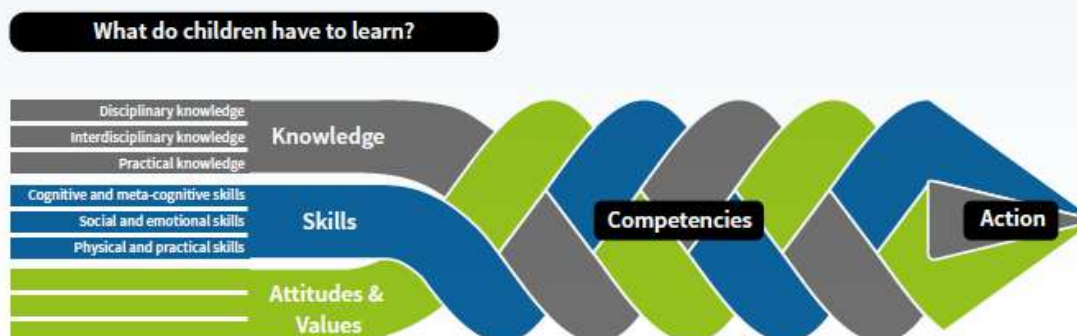 What do children have to learn?
Disciplinary knowledge
Interdisciplinary knowledge
Practical knowledge
Knowledge
Cognitive and meta-cognitive skills
Social and emotional skills
Physical and practical skills
Skills
Attitudes &
Values
Competencies
Action